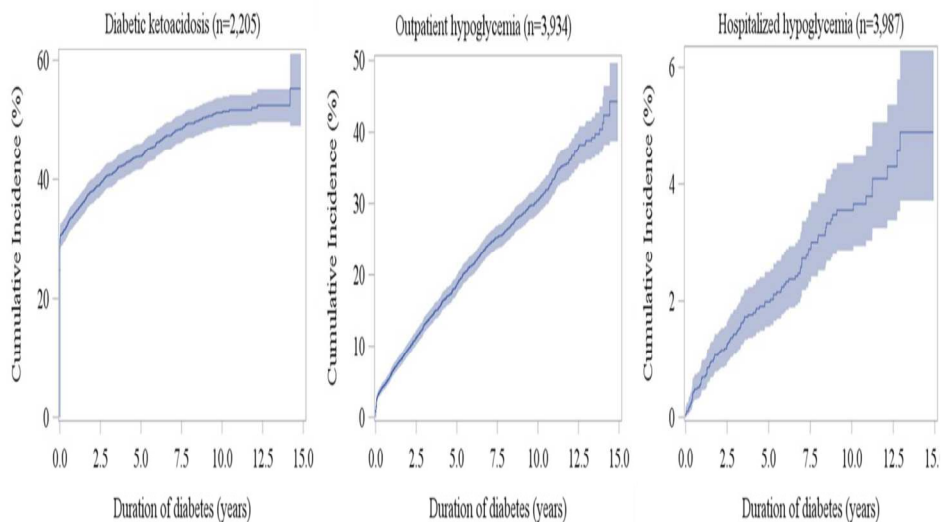 Diabetic ketoacidosis (n=2,205)
Cumulative Incidence (%)
60
40
20
0
0.0 2.5 5.0 7.5 10.0 12.5 15.0
Duration of diabetes (years)
Outpatient hypoglycemia (n=3,934)
Cumulative Incidence (%)
50
40
30
20
10
0
0.0 2.5 5.0 7.5 10.0 12.5 15.0
Duration of diabetes (years)
Hospitalized hypoglycemia (n=3,987)
Cumulative Incidence (%)
6
4
2
0
0.0 2.5 5.0 7.5 10.0 12.5 15.0
Duration of diabetes (years)